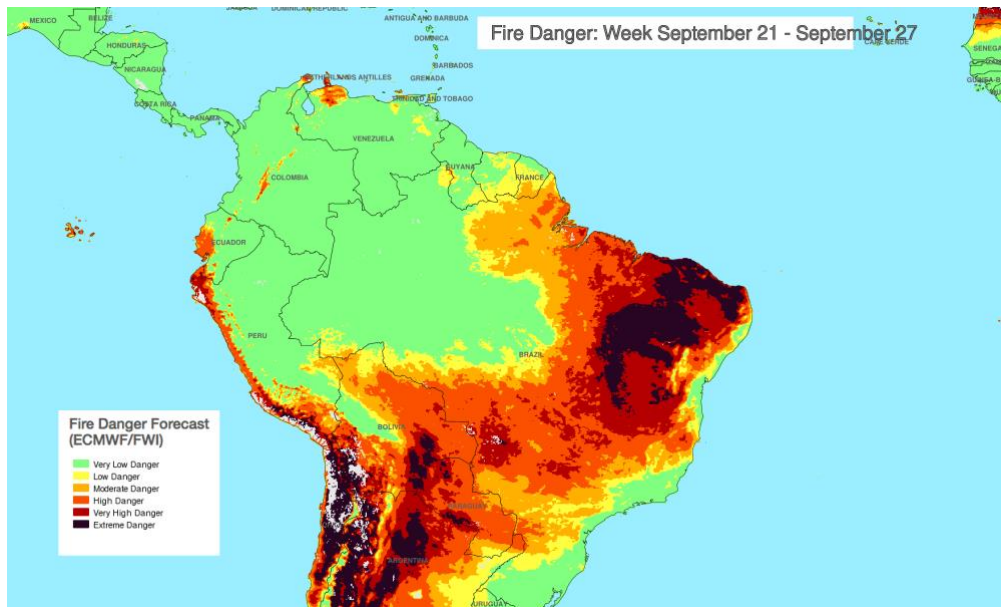 MEXICO
BELIZE
DOMINICAN REPUBLIC
ANTIGUA AND BARBUDA
Fire Danger: Week September 21 - September 27
HONDURAS
DOMINICA
CAPE VERDE
SENEGA
NICARAGUA
BARBADOS
NETHERLANDS ANTILLES
GRENADA
COSTA RICA
TRINIDAD AND TOBAGO
PANAMA
VENEZUELA
GUYANA
COLOMBIA
FRANCE
ECUADOR
PERU
BRAZIL
Fire Danger Forecast
(ECMWF/FWI)
Very Low Danger
Low Danger
Moderate Danger
High Danger
Very High Danger
Extreme Danger
BOLIVIA
PARAGUAY
ARGENTINA
URUGUAY